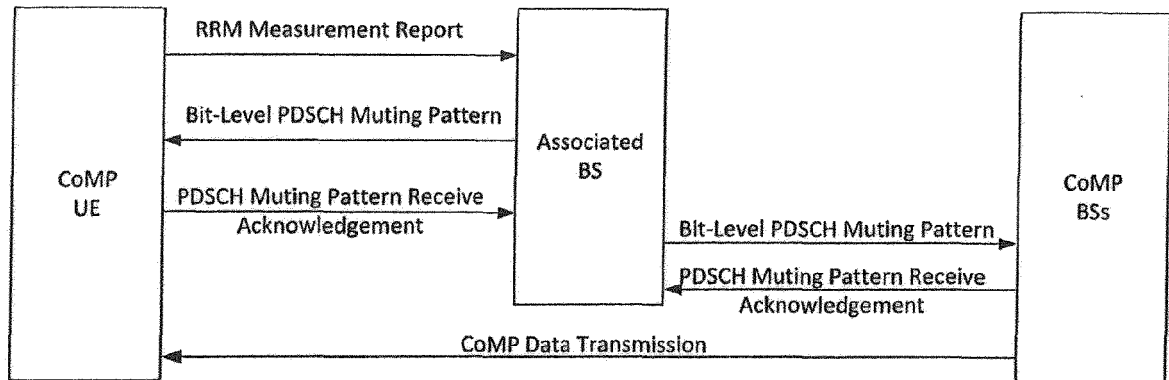 RRM Measurement Report
Bit-Level PDSCH Muting Pattern
CoMP
UE
Associated
BS
CoMP
BSs
PDSCH Muting Pattern Receive
Acknowledgement
Bit-Level PDSCH Muting Pattern
PDSCH Muting Pattern Receive
Acknowledgement
CoMP Data Transmission